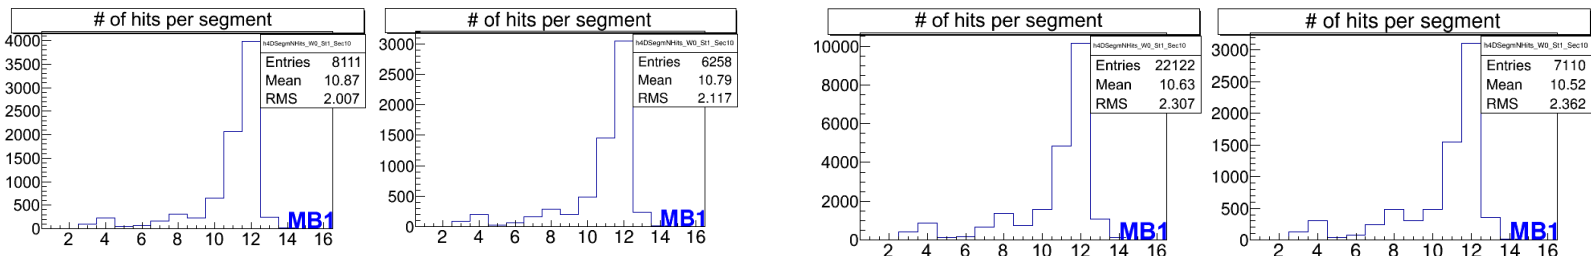 # of hits per segment
h4DSegmNHits_W0_St1_Sec10
Entries 8111
Mean 10.87
RMS 2.007
4000
3500
3000
2500
2000
1500
1000
500
0
2 4 6 8 10 12 14 16
MB1
# of hits per segment
h4DSegmNHits_W0_St1_Sec10
Entries 6258
Mean 10.79
RMS 2.117
3000
2500
2000
1500
1000
500
0
2 4 6 8 10 12 14 16
MB1
# of hits per segment
h4DSegmNHits_W0_St1_Sec10
Entries 22122
Mean 10.63
RMS 2.307
10000
8000
6000
4000
2000
0
2 4 6 8 10 12 14 16
MB1
# of hits per segment
h4DSegmNHits_W0_St1_Sec10
Entries 7110
Mean 10.52
RMS 2.362
3000
2500
2000
1500
1000
500
0
2 4 6 8 10 12 14 16
MB1